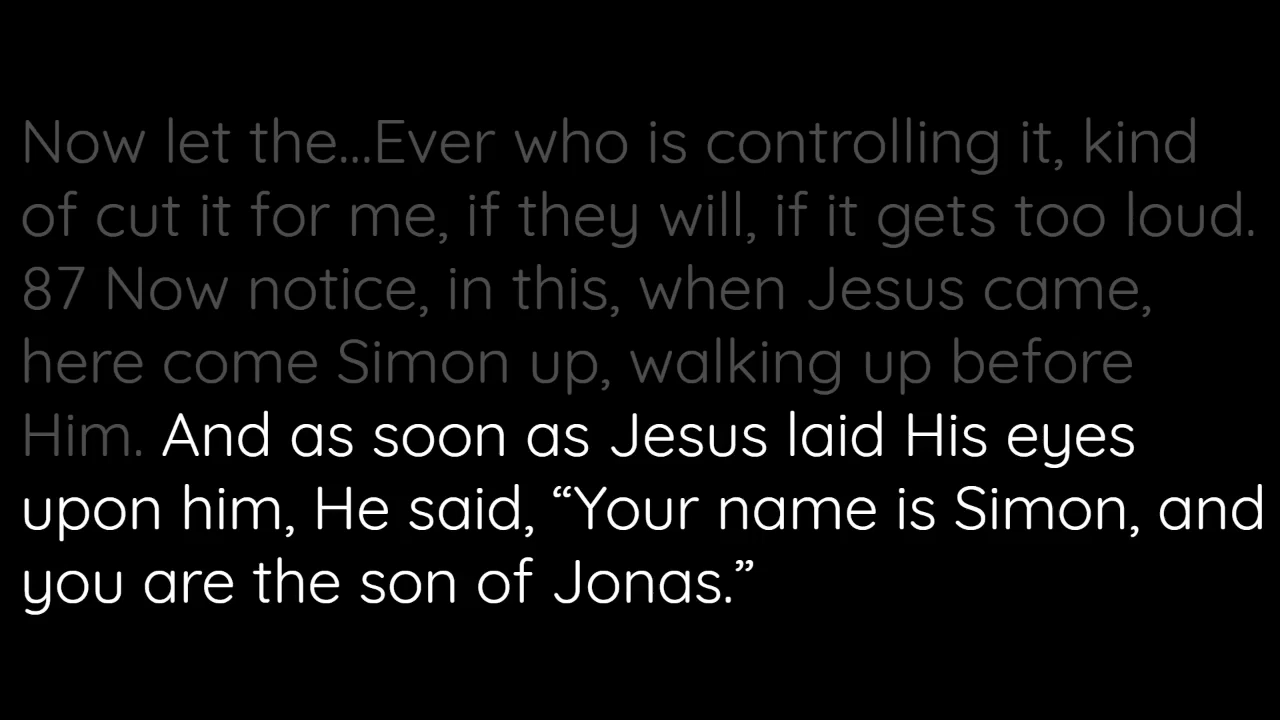 Now let the...Ever who is controlling it, kind
of cut it for me, if they will, if it gets too loud.
87 Now notice, in this, when Jesus came,
here come Simon up, walking up before
Him. And as soon as Jesus laid His eyes
upon him, He said, “Your name is Simon, and
you are the son of Jonas.”